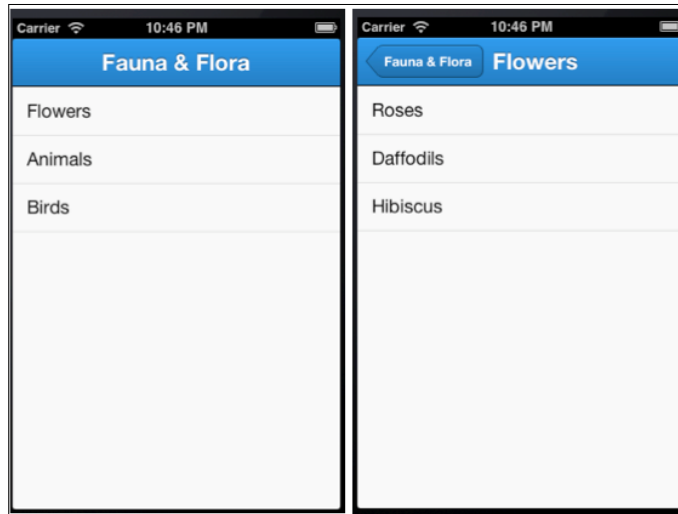 Carrier 10:46 PM
Fauna & Flora
Flowers
Animals
Birds
Carrier 10:46 PM
Fauna & Flora Flowers
Roses
Daffodils
Hibiscus